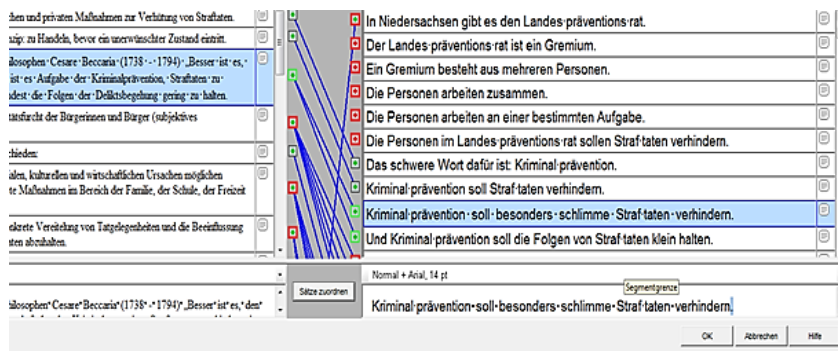 chen und privaten Maßnahmen zur Verhütung von Straftaten.
zip: zu Handeln, bevor ein unerwünschter Zustand eintritt.
ilosophen·Cesare·Beccaria·(1738·-·1794)·„Besser·ist·es,·
ist·es·Aufgabe·der·Kriminalprävention,·Straftaten·zu·
dest·die·Folgen·der·Deliktsbegehung·gering·zu·halten.
tätsfurcht der Bürgerinnen und Bürger (subjektives
chieden:
ialen, kulturellen und wirtschaftlichen Ursachen möglichen
te Maßnahmen im Bereich der Familie, der Schule, der Freizeit
nkrete Vereitelung von Tatgelegenheiten und die Beeinflussung
aten abzuhalten.
In Niedersachsen gibt es den Landes·präventions·rat.
Der Landes·präventions·rat ist ein Gremium.
Ein Gremium besteht aus mehreren Personen.
Die Personen arbeiten zusammen.
Die Personen arbeiten an einer bestimmten Aufgabe.
Die Personen im Landes·präventions·rat sollen Straf·taten verhindern.
Das schwere Wort dafür ist: Kriminal·prävention.
Kriminal·prävention soll Straf·taten verhindern.
Kriminal·prävention·soll·besonders·schlimme·Straf·taten·verhindern.
Und Kriminal·prävention soll die Folgen von Straf·taten klein halten.
Sätze zuordnen
Normal + Arial, 14 pt
Segmentgrenze
ilosophen·Cesare·Beccaria·(1738·-·1794)·„Besser·ist·es,·den·
Kriminal·prävention·soll·besonders·schlimme·Straf·taten·verhindern.
OK Abbrechen Hilfe